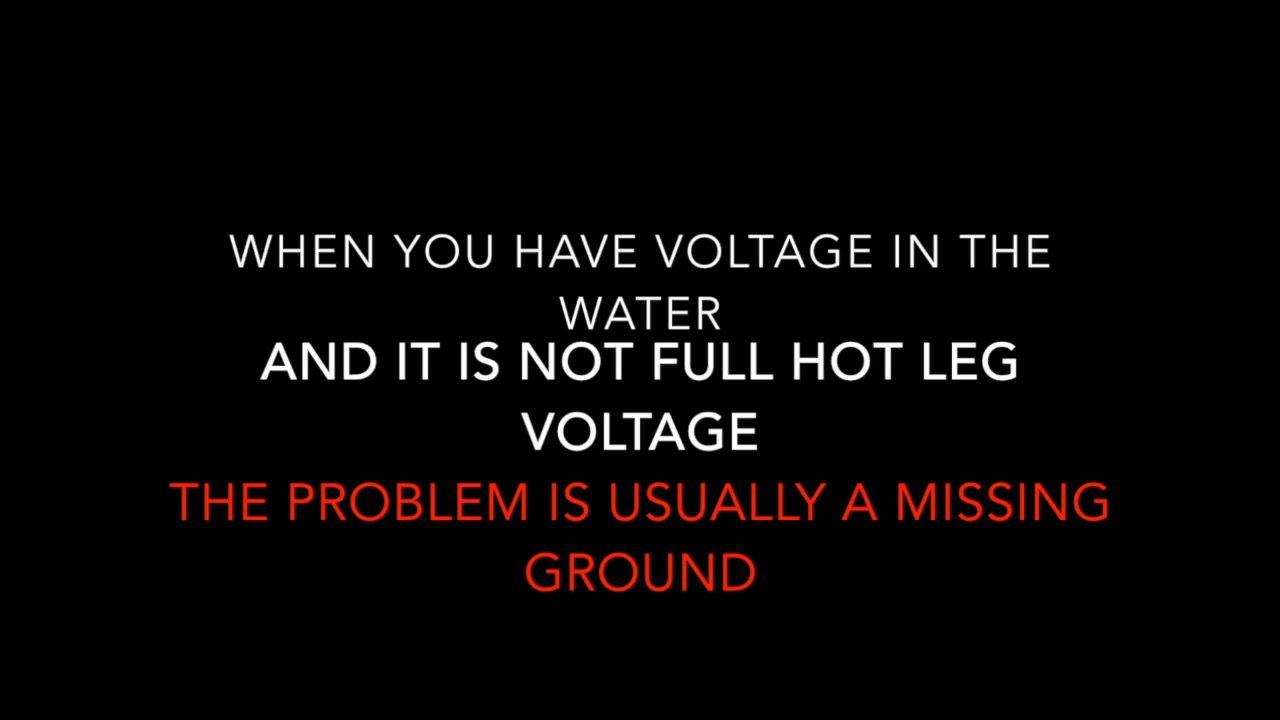 WHEN YOU HAVE VOLTAGE IN THE
WATER
AND IT IS NOT FULL HOT LEG
VOLTAGE
THE PROBLEM IS USUALLY A MISSING
GROUND